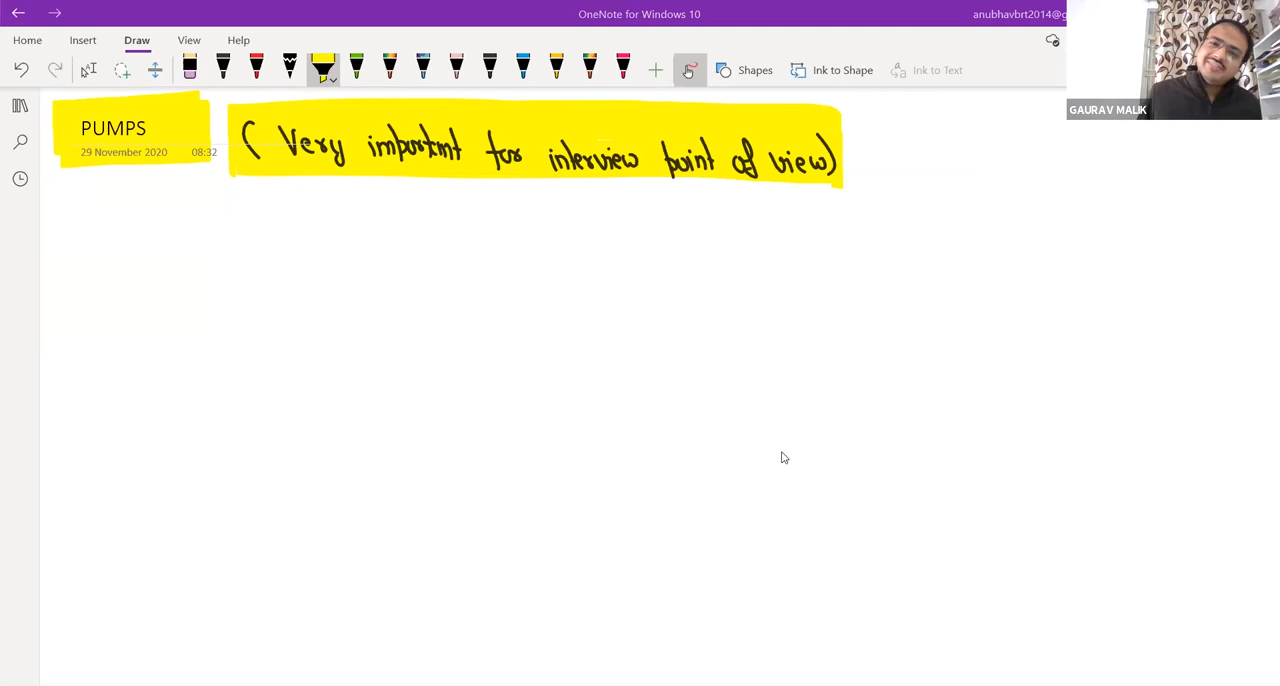 OneNote for Windows 10
anubhavbrt2014@g
Home Insert Draw View Help
Shapes Ink to Shape Ink to Text
GAURAV MALIK
PUMPS
29 November 2020 08:32
( Very important for interview point of view)